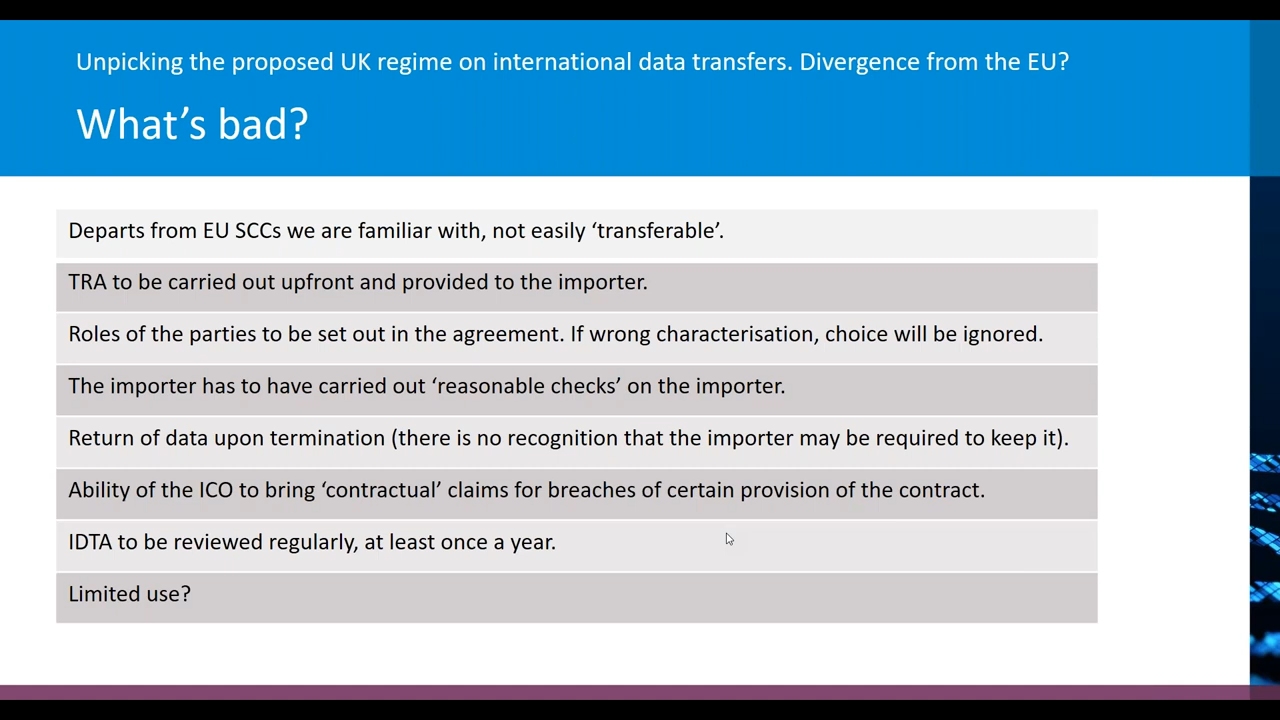 Unpicking the proposed UK regime on international data transfers. Divergence from the EU?
What’s bad?
Departs from EU SCCs we are familiar with, not easily ‘transferable’.
TRA to be carried out upfront and provided to the importer.
Roles of the parties to be set out in the agreement. If wrong characterisation, choice will be ignored.
The importer has to have carried out ‘reasonable checks’ on the importer.
Return of data upon termination (there is no recognition that the importer may be required to keep it).
Ability of the ICO to bring ‘contractual’ claims for breaches of certain provision of the contract.
IDTA to be reviewed regularly, at least once a year.
Limited use?